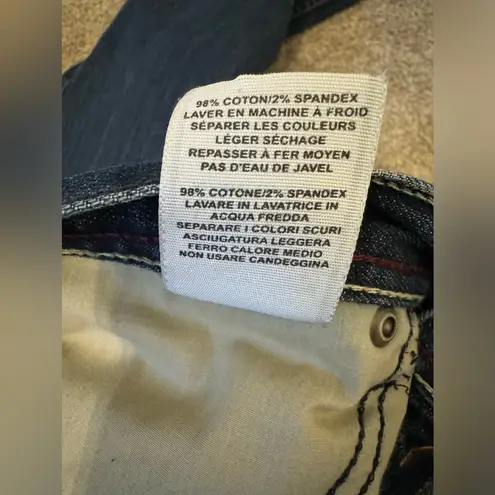 98% COTON/2% SPANDEX
LAVER EN MACHINE À FROID
SÉPARER LES COULEURS
LÉGER SÉCHAGE
REPASSER À FER MOYEN
PAS D'EAU DE JAVEL
98% COTONE/2% SPANDEX
LAVARE IN LAVATRICE IN
ACQUA FREDDA
SEPARARE I COLORI SCURI
ASCIUGATURA LEGGERA
FERRO CALORE MEDIO
NON USARE CANDEGGINA